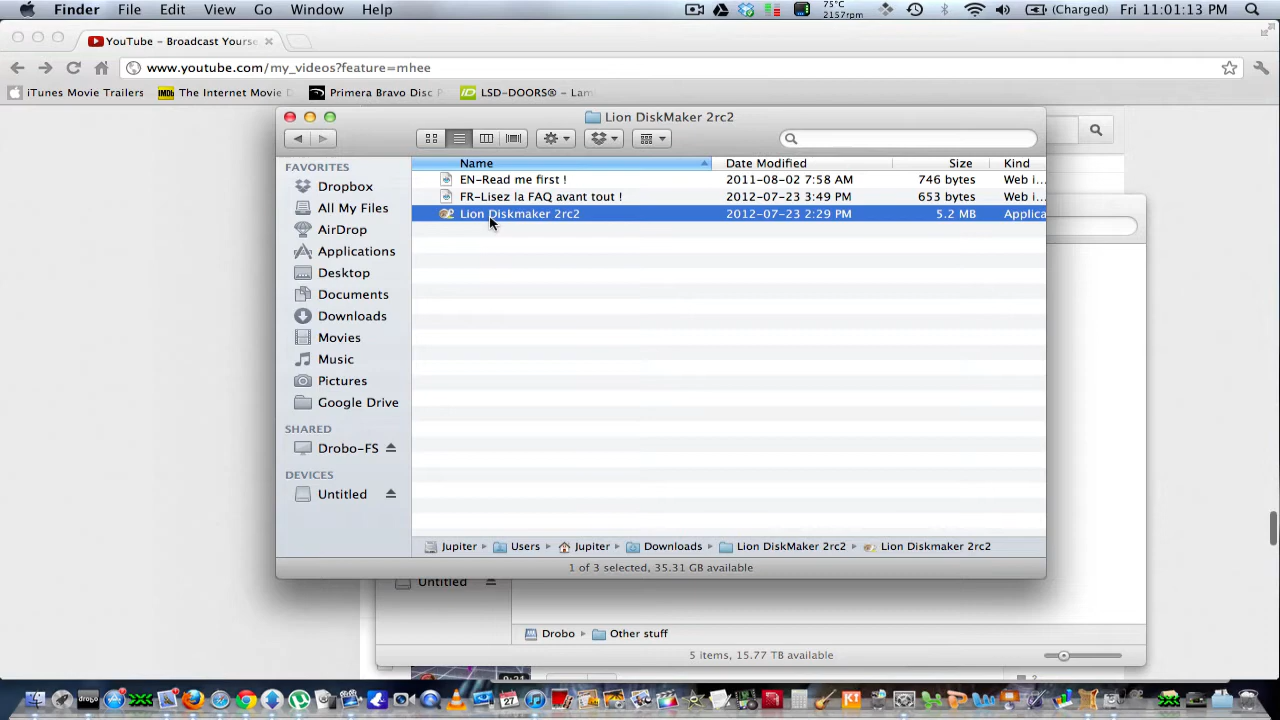 Finder File Edit View Go Window Help 75°C 2157rpm (Charged) Fri 11:01:13 PM
YouTube – Broadcast Yourse
www.youtube.com/my_videos?feature=mhee
iTunes Movie Trailers IMDb The Internet Movie D Primera Bravo Disc P ID LSD-DOORS® – Lam
Lion DiskMaker 2rc2
FAVORITES
Dropbox
All My Files
AirDrop
Applications
Desktop
Documents
Downloads
Movies
Music
Pictures
Google Drive
SHARED
Drobo-FS
DEVICES
Untitled
Name Date Modified Size Kind
EN-Read me first ! 2011-08-02 7:58 AM 746 bytes Web i...
FR-Lisez la FAQ avant tout ! 2012-07-23 3:49 PM 653 bytes Web i...
Lion Diskmaker 2rc2 2012-07-23 2:29 PM 5.2 MB Applica
Jupiter Users Jupiter Downloads Lion DiskMaker 2rc2 Lion Diskmaker 2rc2
1 of 3 selected, 35.31 GB available
Untitled
Drobo Other stuff
5 items, 15.77 TB available